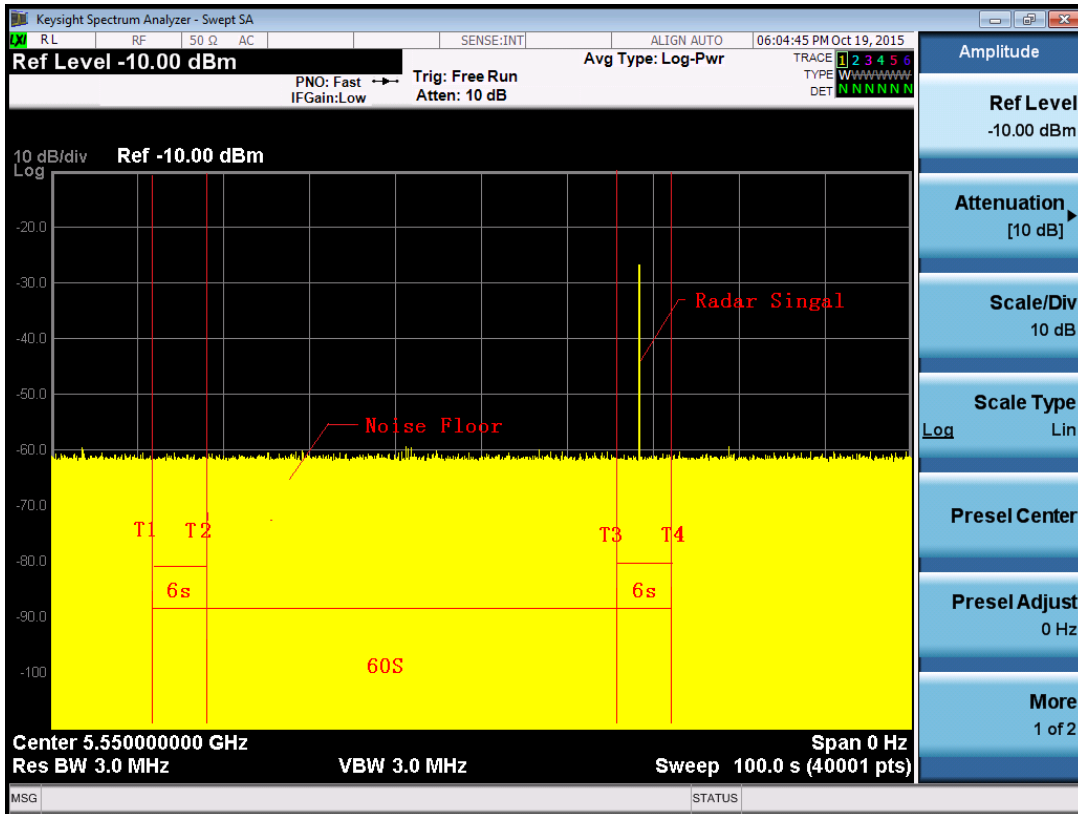 Keysight Spectrum Analyzer - Swept SA
LXI RL RF 50 Ω AC SENSE:INT ALIGN AUTO 06:04:45 PM Oct 19, 2015
Ref Level -10.00 dBm
PNO: Fast
IFGain:Low
Trig: Free Run
Atten: 10 dB
Avg Type: Log-Pwr
TRACE 1 2 3 4 5 6
TYPE WWWWWW
DET N N N N N N
10 dB/div Ref -10.00 dBm
Log
-20.0
-30.0
Radar Singal
-40.0
-50.0
Noise Floor
-60.0
-70.0
T1 T2 T3 T4
-80.0
6s 6s
-90.0
60S
-100
Center 5.550000000 GHz Span 0 Hz
Res BW 3.0 MHz VBW 3.0 MHz Sweep 100.0 s (40001 pts)
MSG STATUS
Amplitude
Ref Level
-10.00 dBm
Attenuation
[10 dB]
Scale/Div
10 dB
Scale Type
Log Lin
Presel Center
Presel Adjust
0 Hz
More
1 of 2